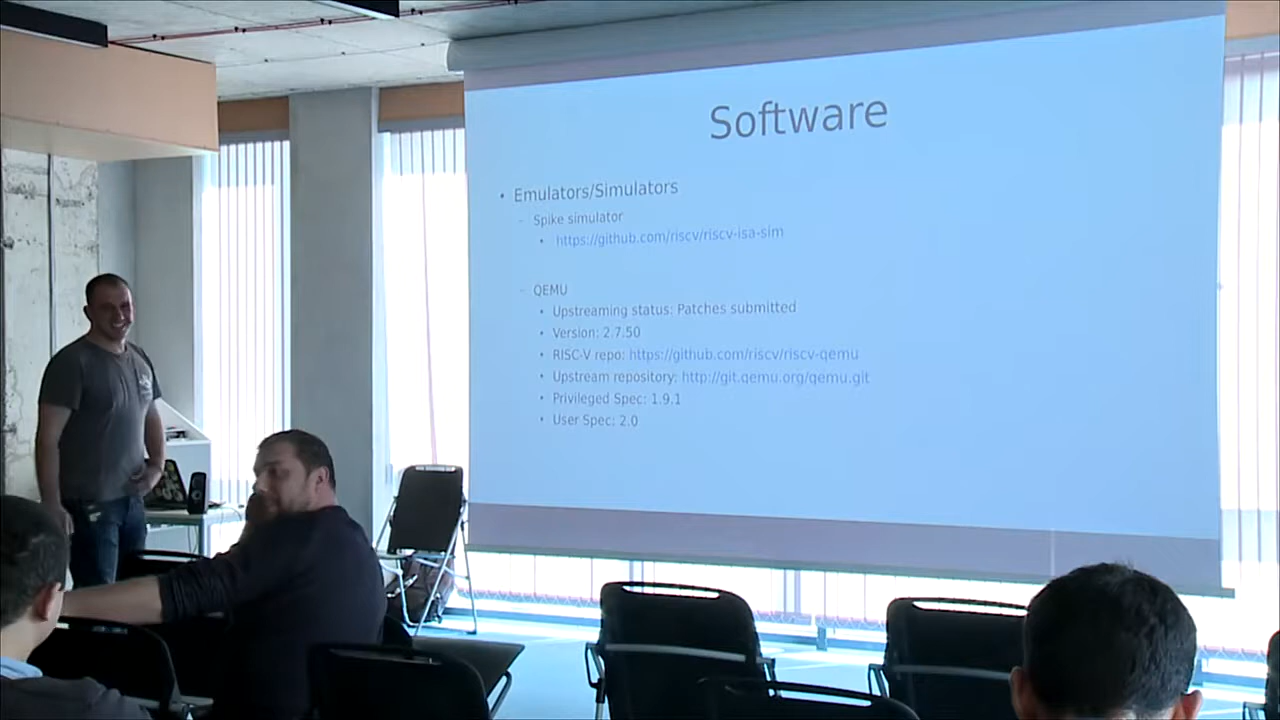 Software
• Emulators/Simulators
– Spike simulator
• https://github.com/riscv/riscv-isa-sim
– QEMU
• Upstreaming status: Patches submitted
• Version: 2.7.50
• RISC-V repo: https://github.com/riscv/riscv-qemu
• Upstream repository: http://git.qemu.org/qemu.git
• Privileged Spec: 1.9.1
• User Spec: 2.0